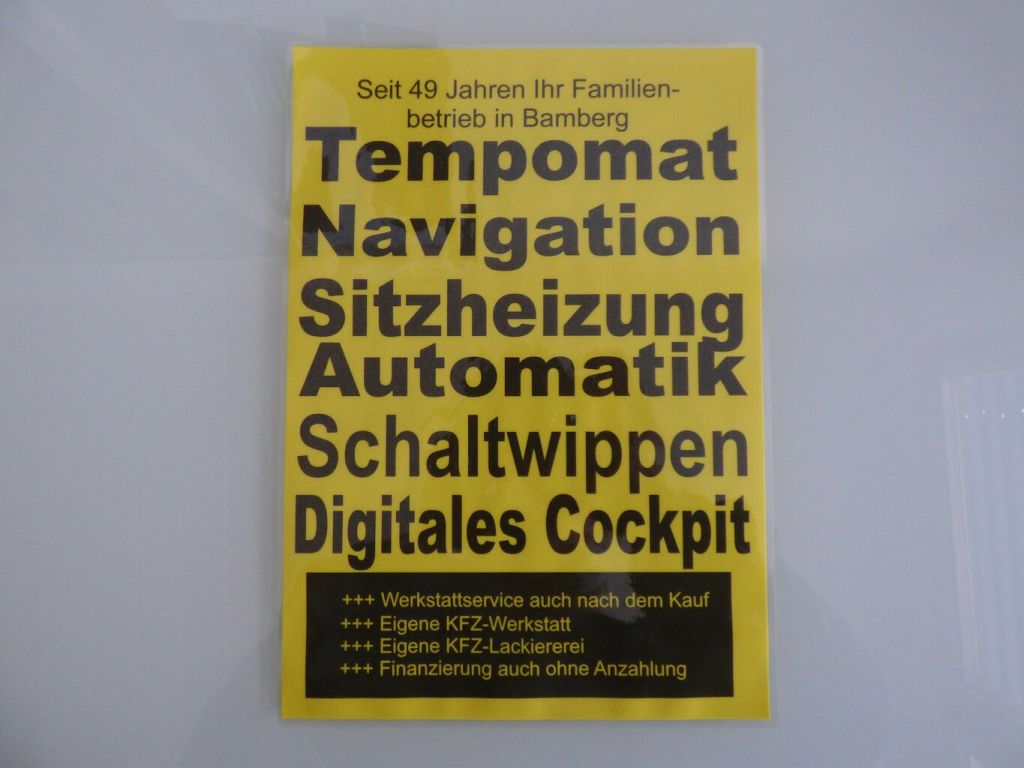 Seit 49 Jahren Ihr Familien-
betrieb in Bamberg
Tempomat
Navigation
Sitzheizung
Automatik
Schaltwippen
Digitales Cockpit
+++ Werkstattservice auch nach dem Kauf
+++ Eigene KFZ-Werkstatt
+++ Eigene KFZ-Lackiererei
+++ Finanzierung auch ohne Anzahlung